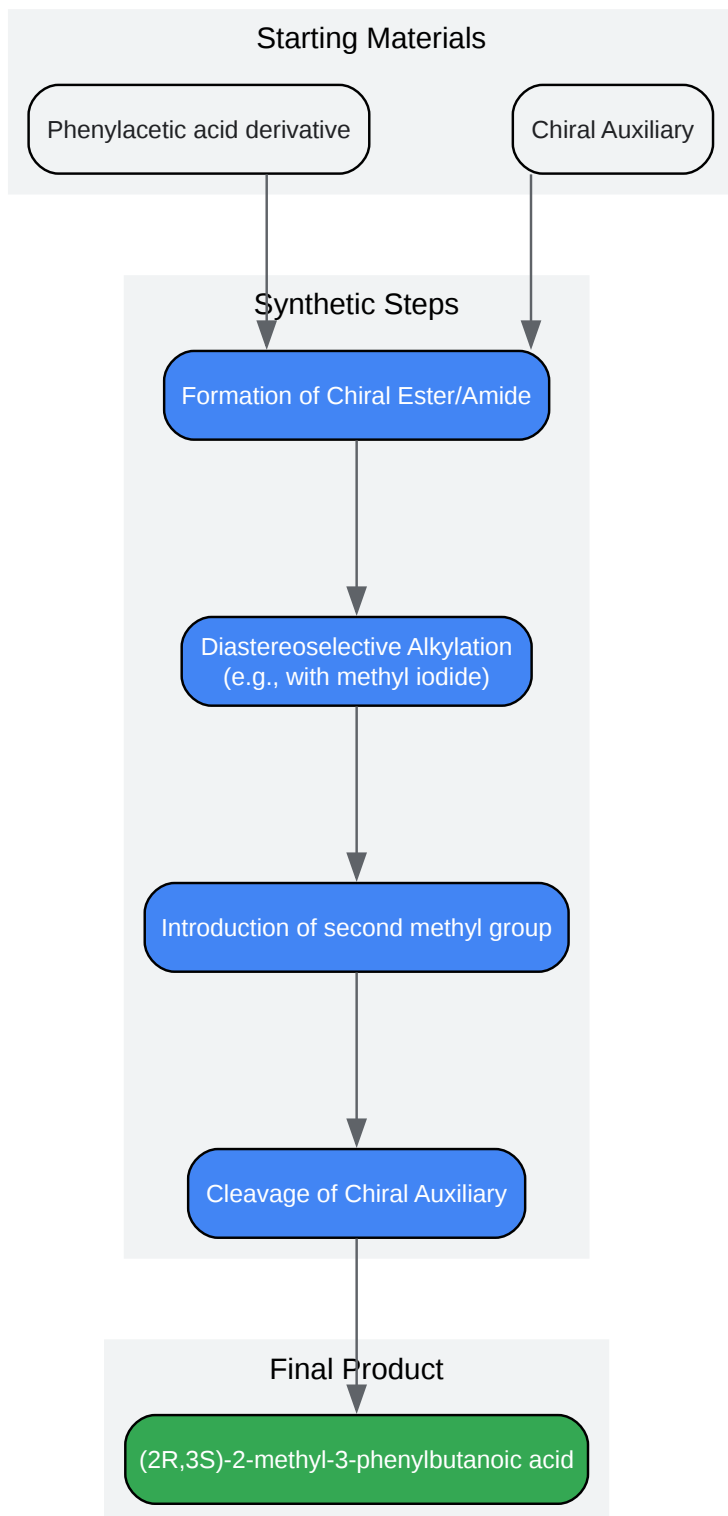 Starting Materials
Phenylacetic acid derivative
Chiral Auxiliary
Synthetic Steps
Formation of Chiral Ester/Amide
Diastereoselective Alkylation
(e.g., with methyl iodide)
Introduction of second methyl group
Cleavage of Chiral Auxiliary
Final Product
(2R,3S)-2-methyl-3-phenylbutanoic acid